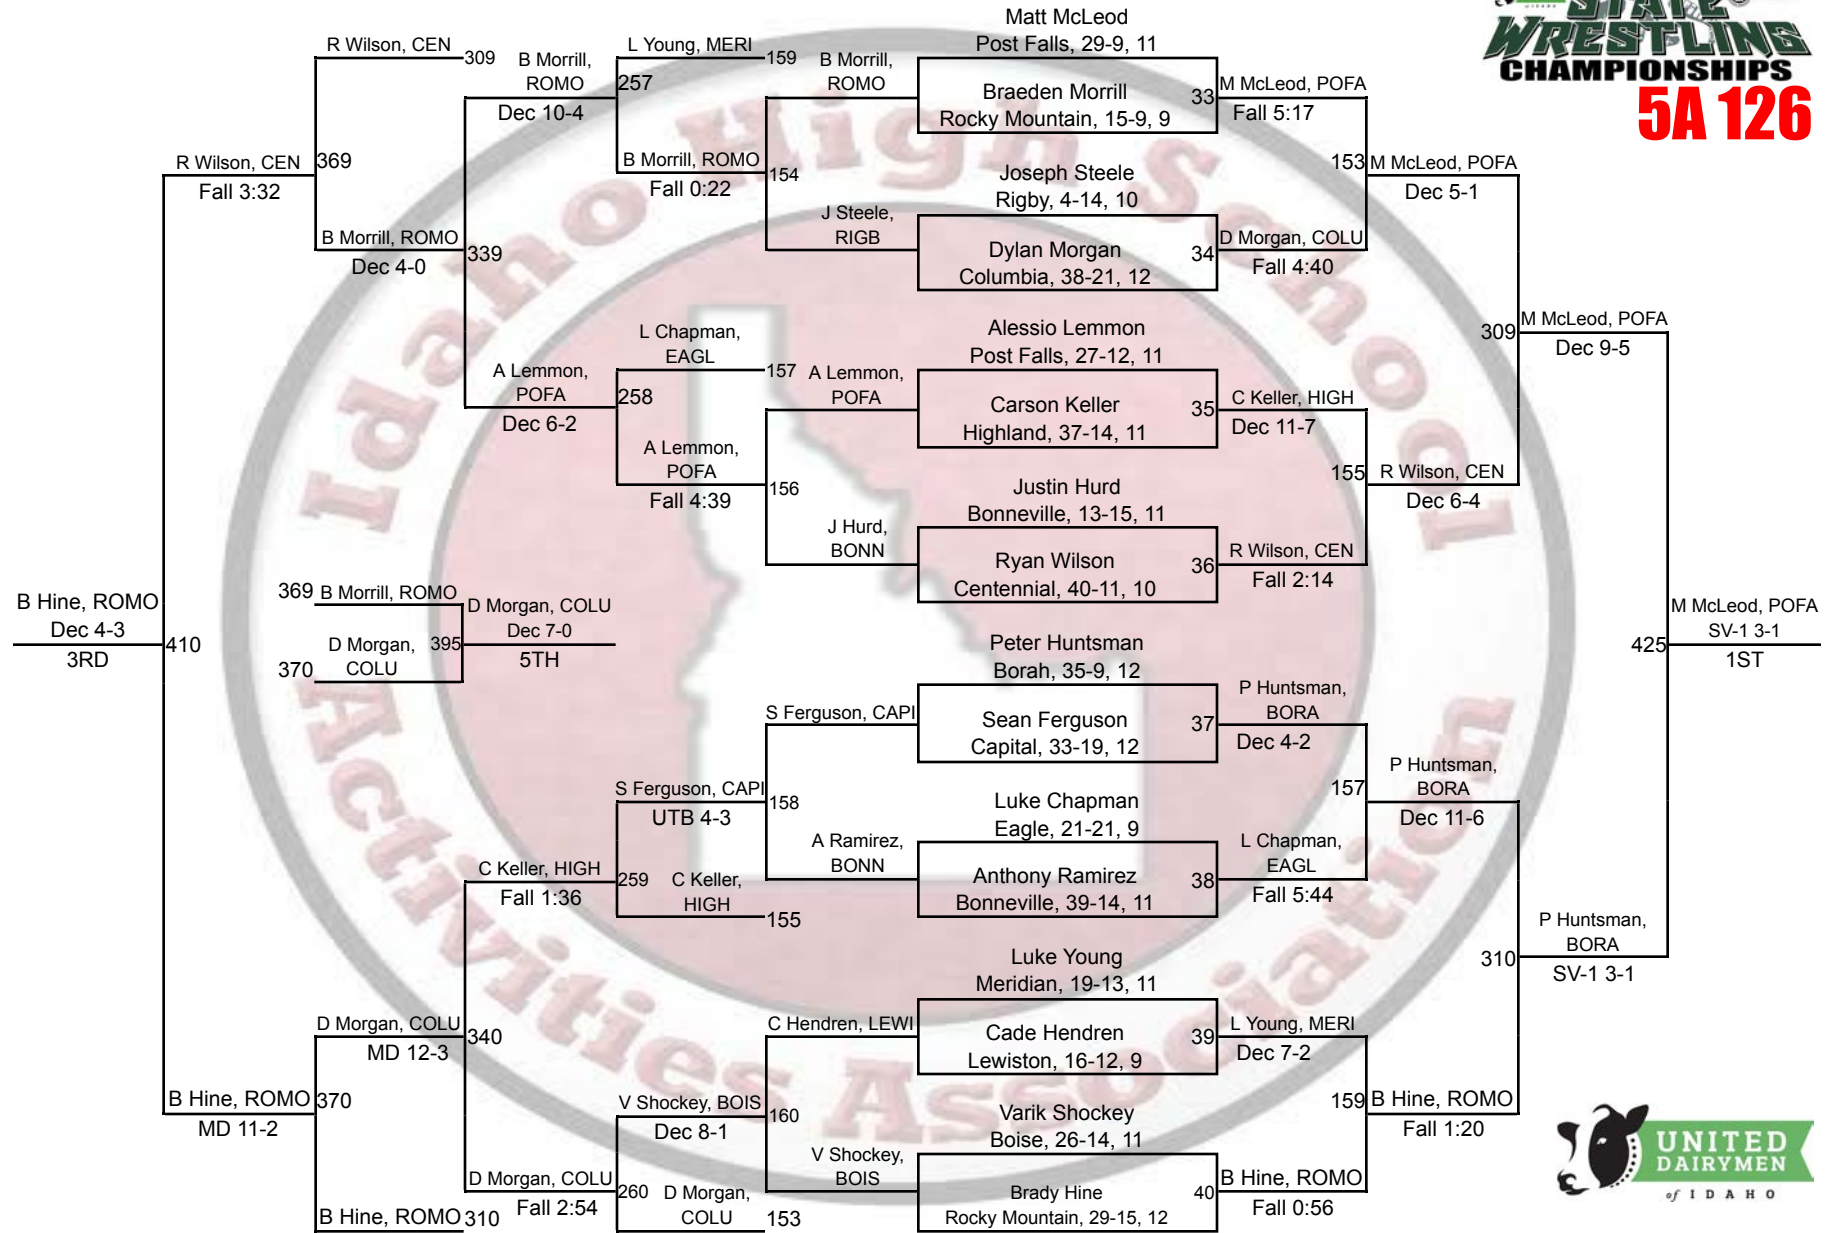 STATE
WRESTLING
CHAMPIONSHIPS
5A 126
Idaho High School
Activities Association
Matt McLeod
Post Falls, 29-9, 11
Braeden Morrill
Rocky Mountain, 15-9, 9
33
Joseph Steele
Rigby, 4-14, 10
Dylan Morgan
Columbia, 38-21, 12
34
Alessio Lemmon
Post Falls, 27-12, 11
Carson Keller
Highland, 37-14, 11
35
Justin Hurd
Bonneville, 13-15, 11
Ryan Wilson
Centennial, 40-11, 10
36
Peter Huntsman
Borah, 35-9, 12
Sean Ferguson
Capital, 33-19, 12
37
Luke Chapman
Eagle, 21-21, 9
Anthony Ramirez
Bonneville, 39-14, 11
38
Luke Young
Meridian, 19-13, 11
Cade Hendren
Lewiston, 16-12, 9
39
Varik Shockey
Boise, 26-14, 11
Brady Hine
Rocky Mountain, 29-15, 12
40
M McLeod, POFA
Fall 5:17
153
D Morgan, COLU
Fall 4:40
C Keller, HIGH
Dec 11-7
155
R Wilson, CEN
Fall 2:14
P Huntsman,
BORA
Dec 4-2
157
L Chapman,
EAGL
Fall 5:44
L Young, MERI
Dec 7-2
159
B Hine, ROMO
Fall 0:56
M McLeod, POFA
Dec 5-1
309
R Wilson, CEN
Dec 6-4
P Huntsman,
BORA
Dec 11-6
310
B Hine, ROMO
Fall 1:20
M McLeod, POFA
Dec 9-5
425
P Huntsman,
BORA
SV-1 3-1
M McLeod, POFA
SV-1 3-1
1ST
B Morrill,
ROMO
154
J Steele,
RIGB
A Lemmon,
POFA
156
J Hurd,
BONN
S Ferguson, CAPI
158
A Ramirez,
BONN
C Hendren, LEWI
160
V Shockey,
BOIS
L Young, MERI
159
257
B Morrill, ROMO
Fall 0:22
L Chapman,
EAGL
157
258
A Lemmon,
POFA
Fall 4:39
S Ferguson, CAPI
UTB 4-3
259
C Keller,
HIGH
155
V Shockey, BOIS
Dec 8-1
260
D Morgan,
COLU
153
B Morrill,
ROMO
Dec 10-4
339
A Lemmon,
POFA
Dec 6-2
C Keller, HIGH
Fall 1:36
340
D Morgan, COLU
Fall 2:54
R Wilson, CEN
309
369
B Morrill, ROMO
Dec 4-0
D Morgan, COLU
MD 12-3
370
B Hine, ROMO
310
R Wilson, CEN
Fall 3:32
410
B Hine, ROMO
MD 11-2
B Hine, ROMO
Dec 4-3
3RD
369
B Morrill, ROMO
370
D Morgan,
COLU
395
D Morgan, COLU
Dec 7-0
5TH
UNITED
DAIRYMEN
of IDAHO